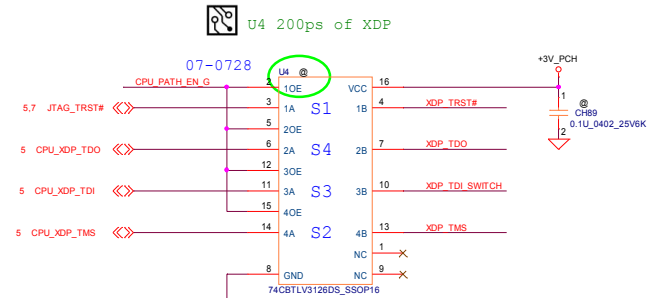 U4 200ps of XDP
07-0728
U4 @
+3V_PCH
CPU_PATH_EN_G 2 1OE VCC 16
5,7 JTAG_TRST# 3 1A S1 1B 4 XDP_TRST#
1
@
CH89
0.1U_0402_25V6K
2
5 2OE
5 CPU_XDP_TDO 6 2A S4 2B 7 XDP_TDO
12 3OE
5 CPU_XDP_TDI 11 3A S3 3B 10 XDP_TDI_SWITCH
15 4OE
5 CPU_XDP_TMS 14 4A S2 4B 13 XDP_TMS
NC 1
8 GND NC 9
74CBTLV3126DS_SSOP16